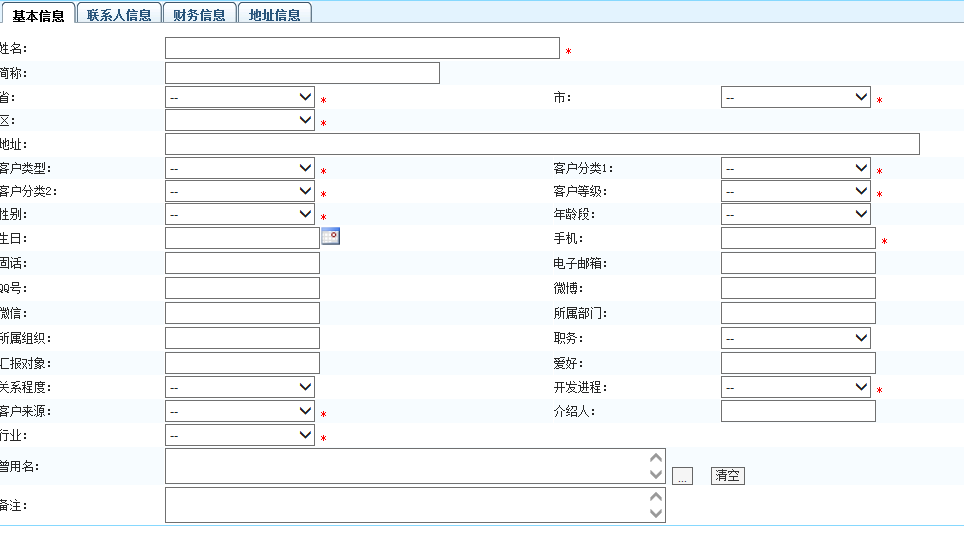 基本信息 联系人信息 财务信息 地址信息
姓名： *
简称：
省： -- * 市： -- *
区： *
地址：
客户类型： -- * 客户分类1： -- *
客户分类2： -- * 客户等级： -- *
性别： -- * 年龄段： --
生日： 手机： *
固话： 电子邮箱：
QQ号： 微博：
微信： 所属部门：
所属组织： 职务： --
汇报对象： 爱好：
关系程度： -- 开发进程： -- *
客户来源： -- * 介绍人：
行业： -- *
曾用名： ... 清空
备注：